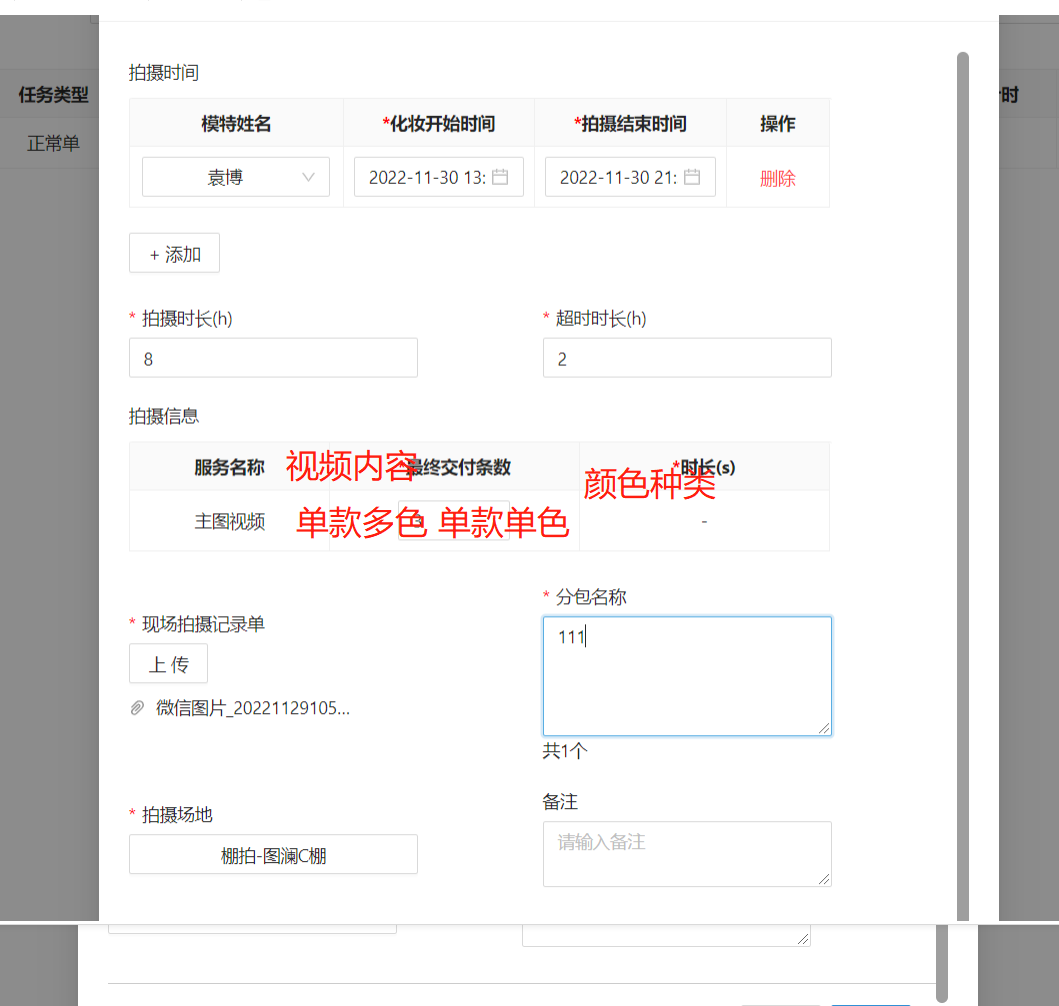 任务类型
时
正常单
拍摄时间
模特姓名 *化妆开始时间 *拍摄结束时间 操作
袁博 2022-11-30 13: 2022-11-30 21: 删除
+ 添加
* 拍摄时长(h) * 超时时长(h)
8 2
拍摄信息
服务名称 视频内容 最终交付条数 *时长(s)
颜色种类
主图视频 单款多色 单款单色 -
* 分包名称
* 现场拍摄记录单
111
上 传
微信图片_20221129105...
共1个
备注
* 拍摄场地
请输入备注
棚拍-图澜C棚